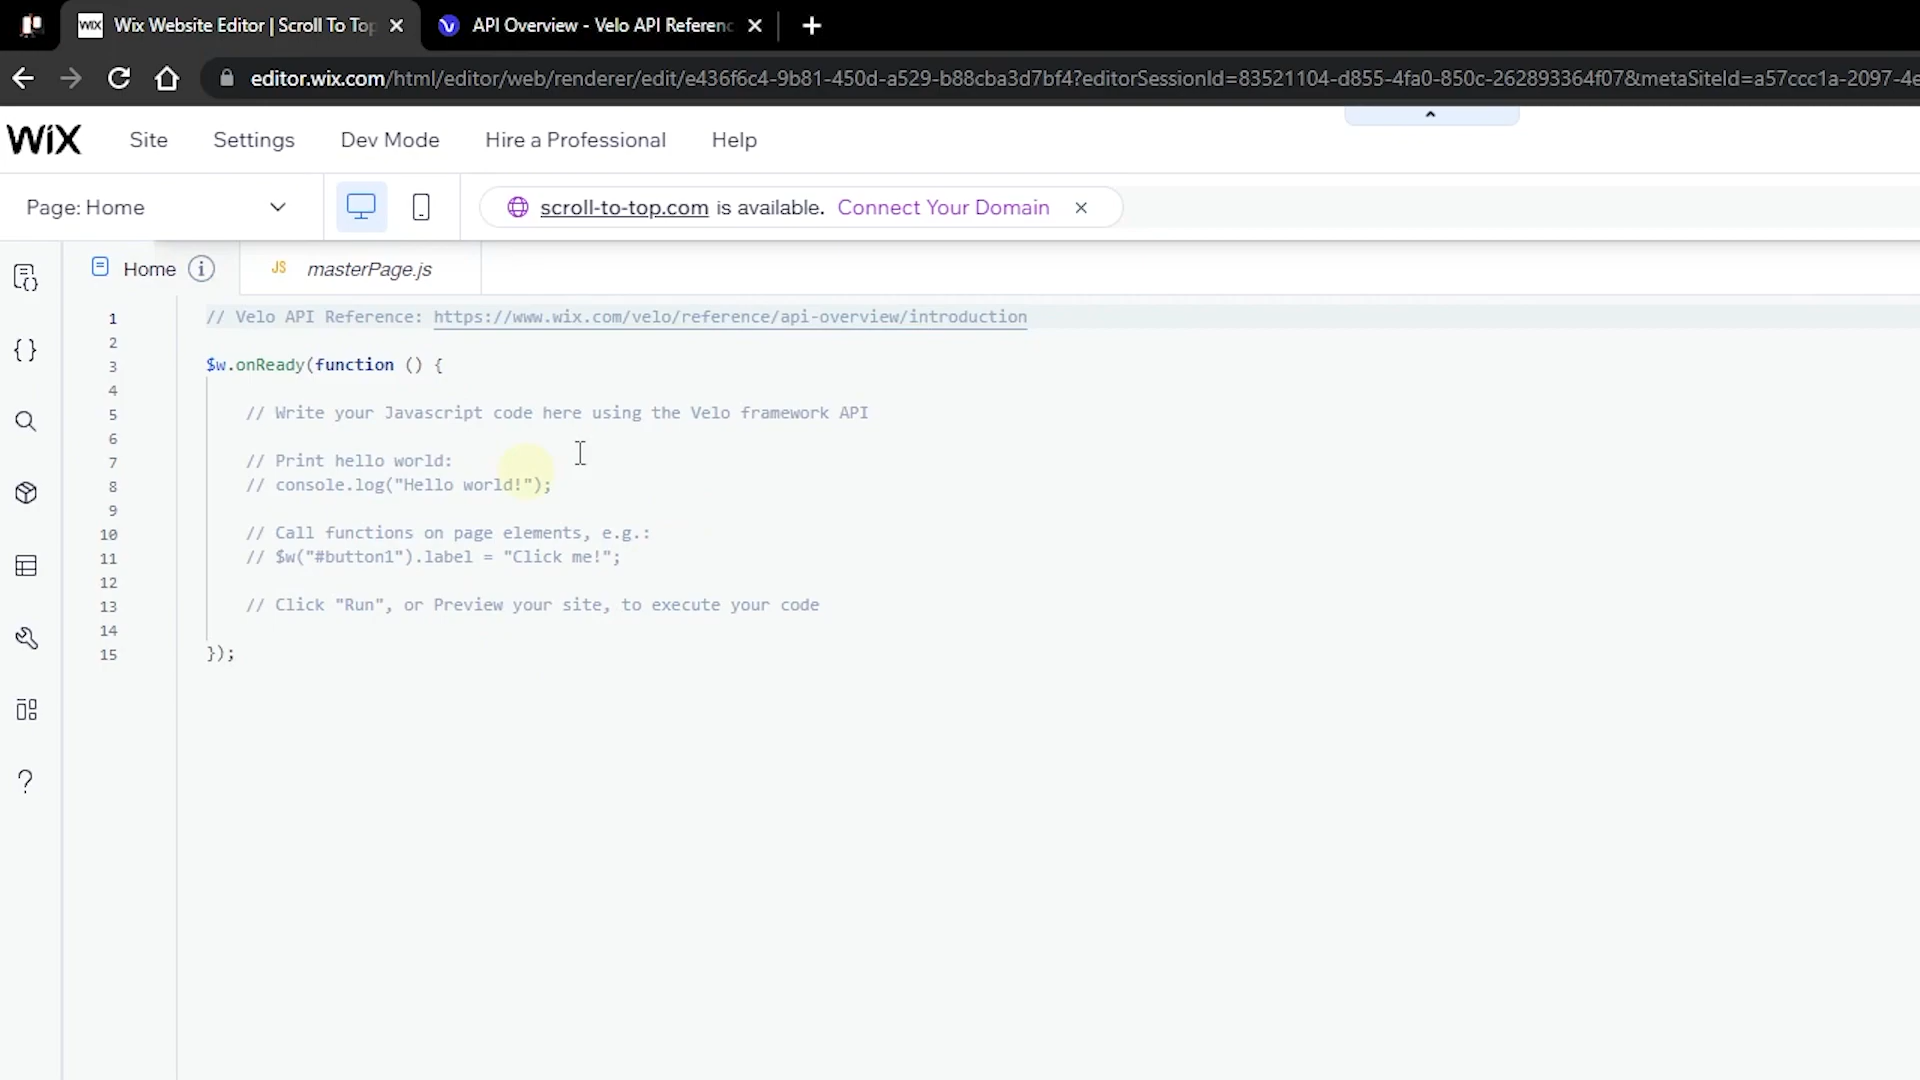 Wix Website Editor | Scroll To Top
API Overview - Velo API Referenc
editor.wix.com/html/editor/web/renderer/edit/e436f6c4-9b81-450d-a529-b88cba3d7bf4?editorSessionId=83521104-d855-4fa0-850c-262893364f07&metaSiteId=a57ccc1a-2097-4e
WiX Site Settings Dev Mode Hire a Professional Help
Page: Home scroll-to-top.com is available. Connect Your Domain
Home JS masterPage.js
1 // Velo API Reference: https://www.wix.com/velo/reference/api-overview/introduction
2
3 $w.onReady(function () {
4
5 // Write your Javascript code here using the Velo framework API
6
7 // Print hello world:
8 // console.log("Hello world!");
9
10 // Call functions on page elements, e.g.:
11 // $w("#button1").label = "Click me!";
12
13 // Click "Run", or Preview your site, to execute your code
14
15 });